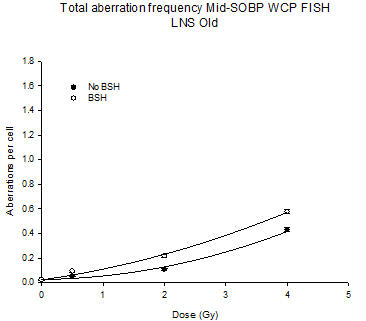 Total aberration frequency Mid-SOBP WCP FISH
LNS Old
1.8
1.6
No BSH
BSH
1.4
1.2
1.0
0.8
0.6
0.4
0.2
0.0
Aberrations per cell
0 1 2 3 4 5
Dose (Gy)